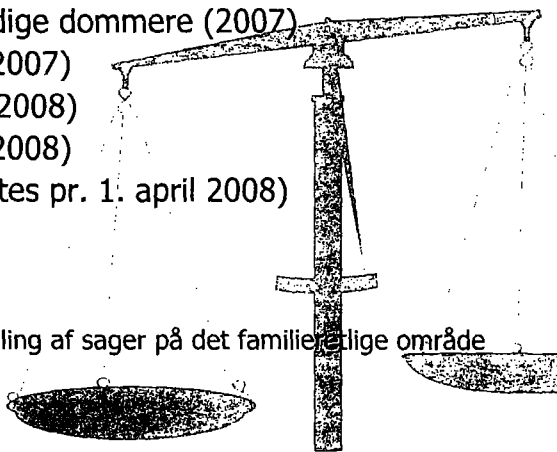 dige dommere (2007)
2007)
2008)
2008)
tes pr. 1. april 2008)
ling af sager på det familieretlige område